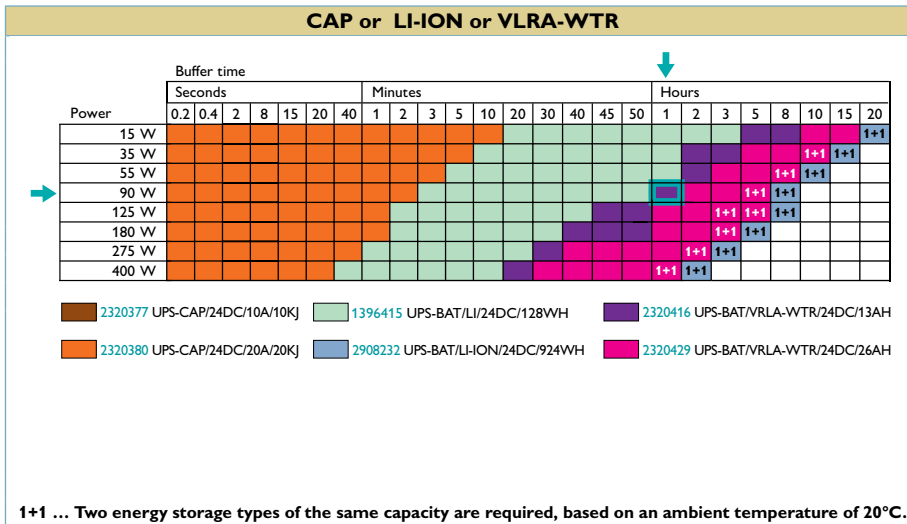 CAP or LI-ION or VLRA-WTR
Buffer time
Seconds Minutes Hours
Power 0.2 0.4 2 8 15 20 40 1 2 3 5 10 20 30 40 45 50 1 2 3 5 8 10 15 20
15 W 1+1
35 W 1+1 1+1
55 W 1+1 1+1
90 W 1+1 1+1
125 W 1+1 1+1 1+1
180 W 1+1 1+1
275 W 1+1 1+1
400 W 1+1 1+1
2320377 UPS-CAP/24DC/10A/10KJ 1396415 UPS-BAT/LI/24DC/128WH 2320416 UPS-BAT/VRLA-WTR/24DC/13AH
2320380 UPS-CAP/24DC/20A/20KJ 2908232 UPS-BAT/LI-ION/24DC/924WH 2320429 UPS-BAT/VRLA-WTR/24DC/26AH
1+1 ... Two energy storage types of the same capacity are required, based on an ambient temperature of 20°C.